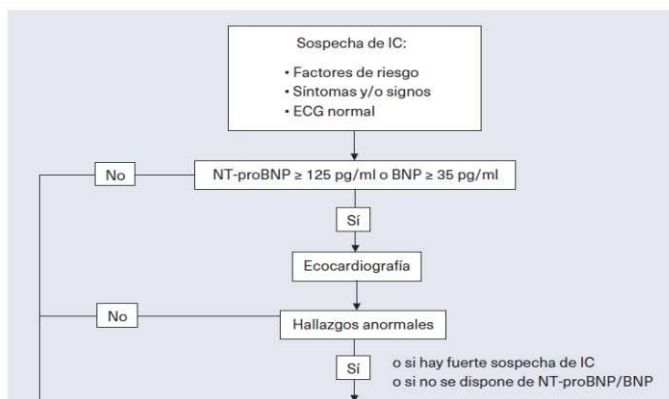 Sospecha de IC:
• Factores de riesgo
• Síntomas y/o signos
• ECG normal
No
NT-proBNP ≥ 125 pg/ml o BNP ≥ 35 pg/ml
Sí
Ecocardiografía
No
Hallazgos anormales
Sí
o si hay fuerte sospecha de IC
o si no se dispone de NT-proBNP/BNP